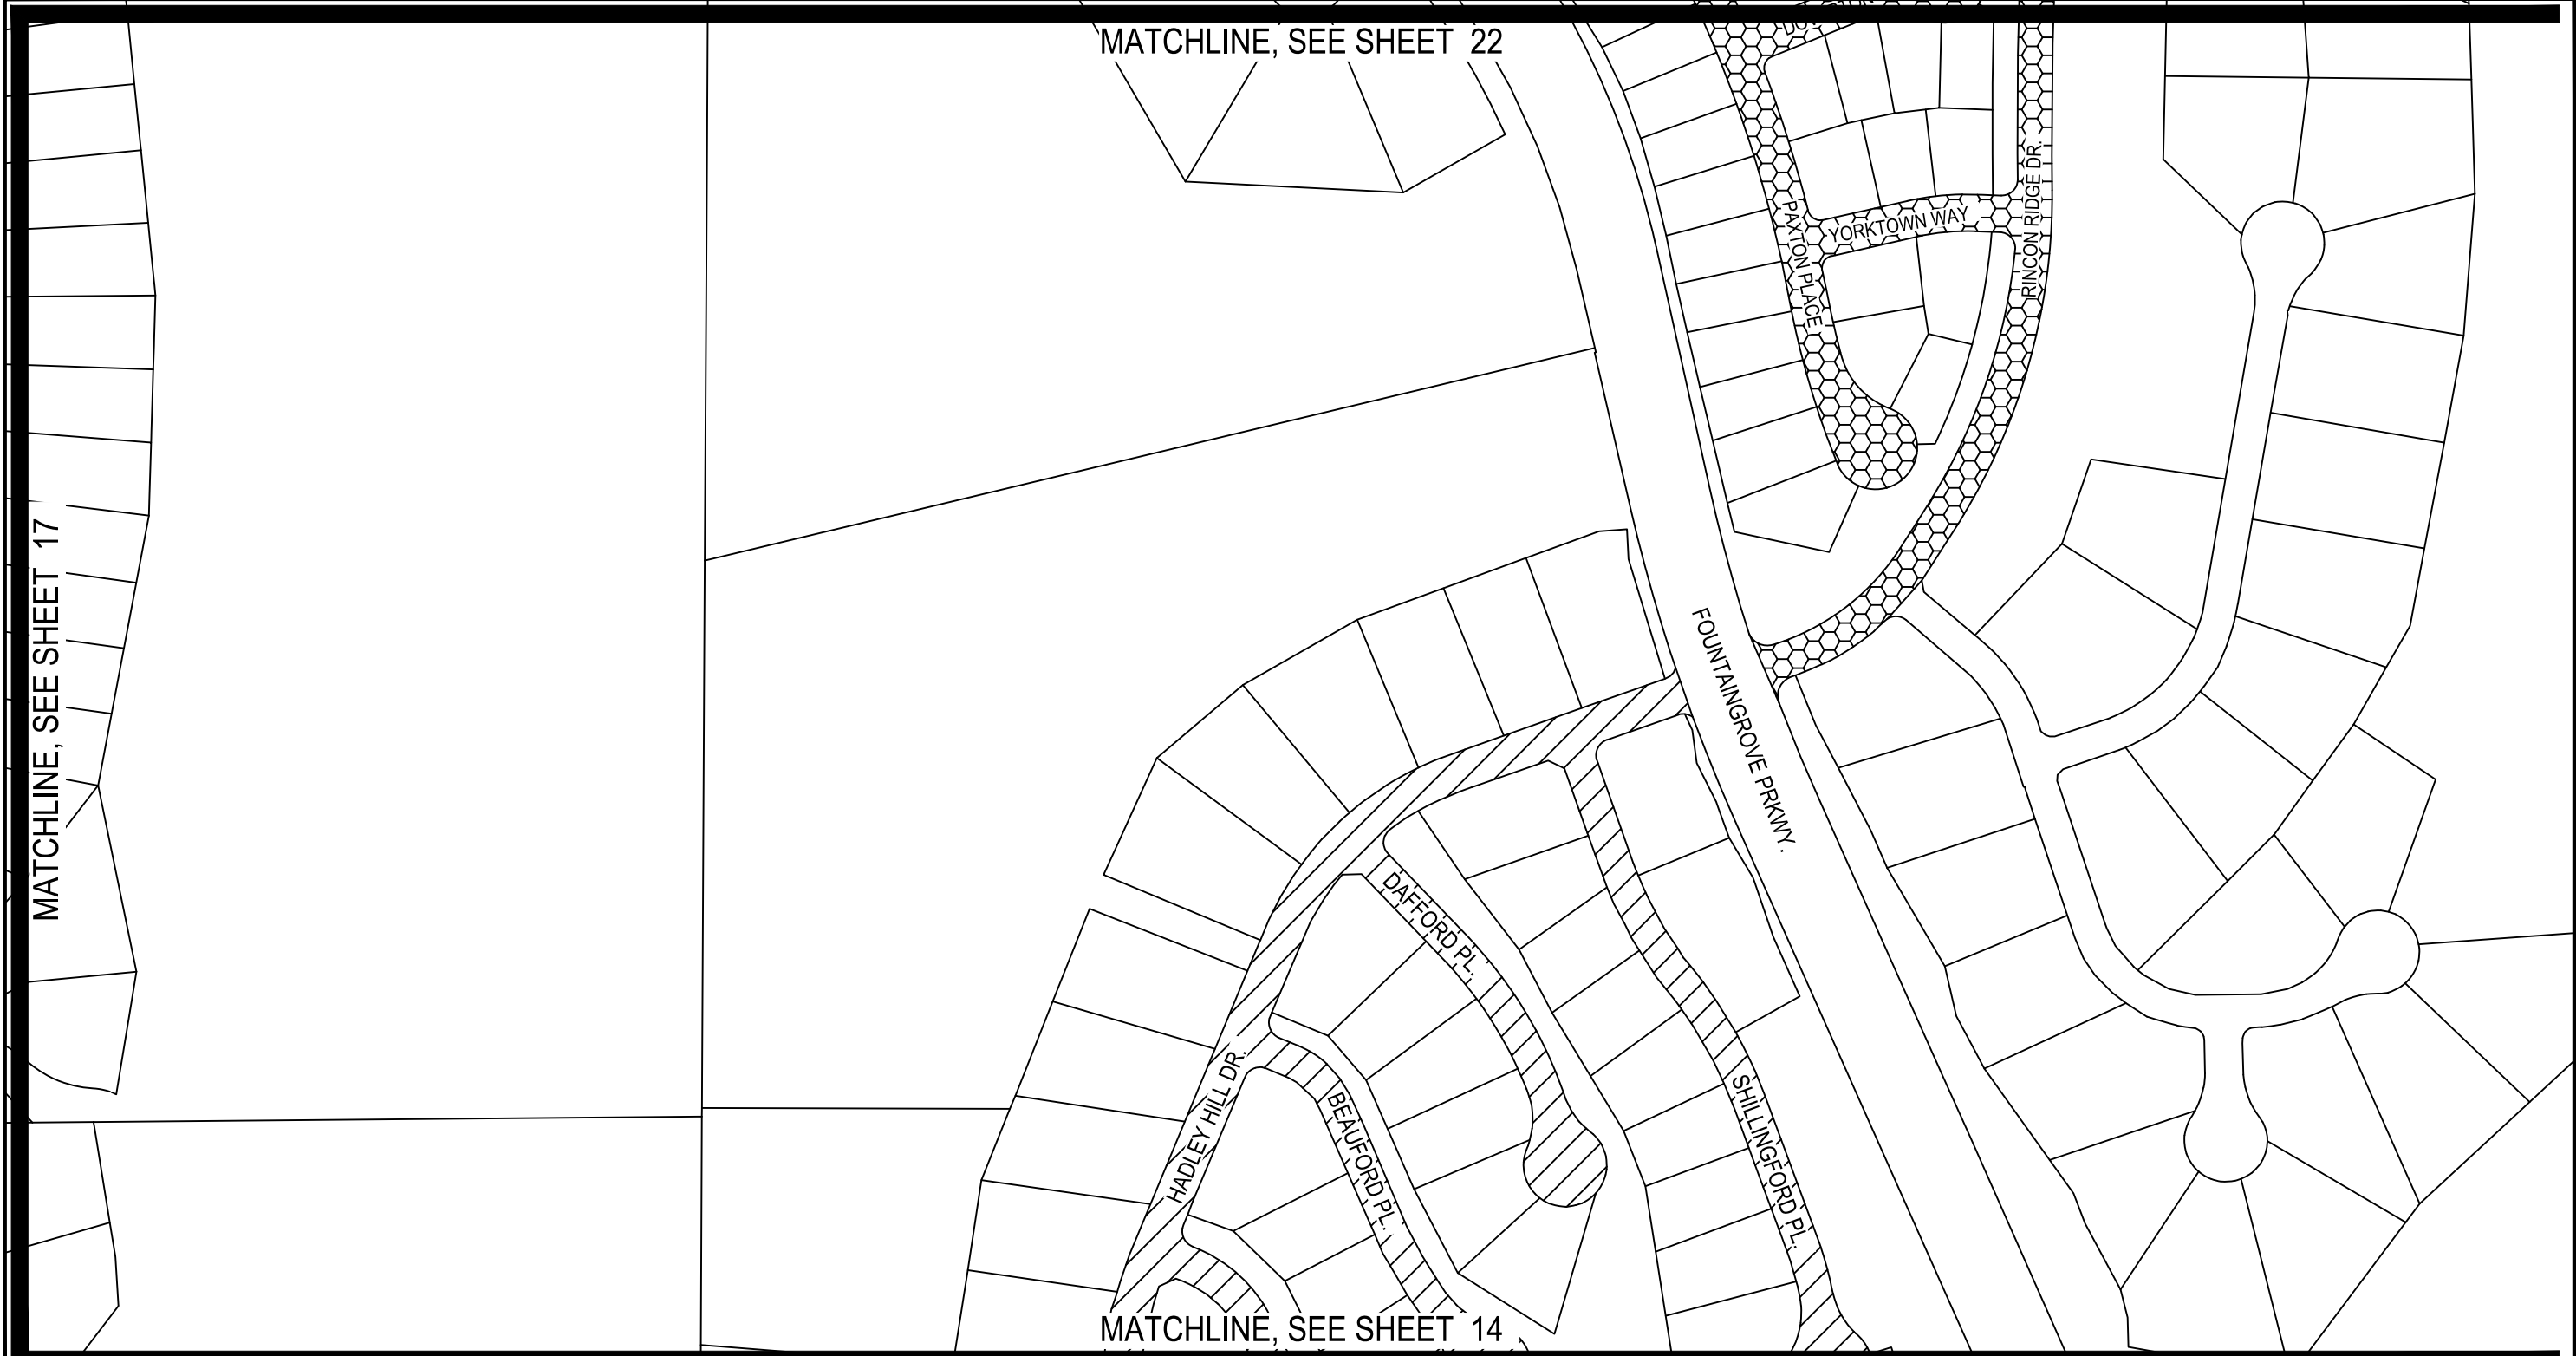 MATCHLINE, SEE SHEET 22
RINCON RIDGE DR.
PAXTON PLACE
YORKTOWN WAY
MATCHLINE, SEE SHEET 17
FOUNTAINGROVE PRKWY.
DAFFORD PL.
HADLEY HILL DR.
BEAUFORD PL.
SHILLINGFORD PL.
MATCHLINE, SEE SHEET 14